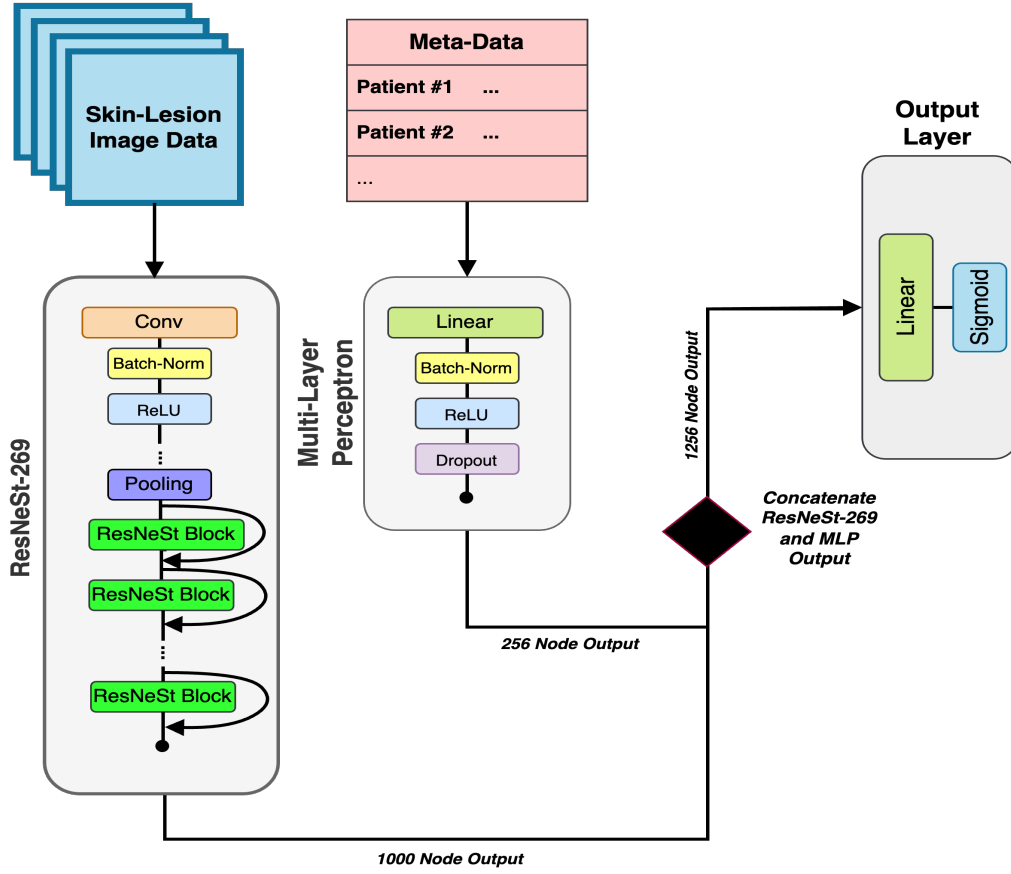 Skin-Lesion
Image Data
Meta-Data
Patient #1 ...
Patient #2 ...
...
Output
Layer
Linear
Sigmoid
ResNeSt-269
Conv
Batch-Norm
ReLU
Pooling
ResNeSt Block
ResNeSt Block
ResNeSt Block
Multi-Layer
Perceptron
Linear
Batch-Norm
ReLU
Dropout
1256 Node Output
Concatenate
ResNeSt-269
and MLP
Output
256 Node Output
1000 Node Output